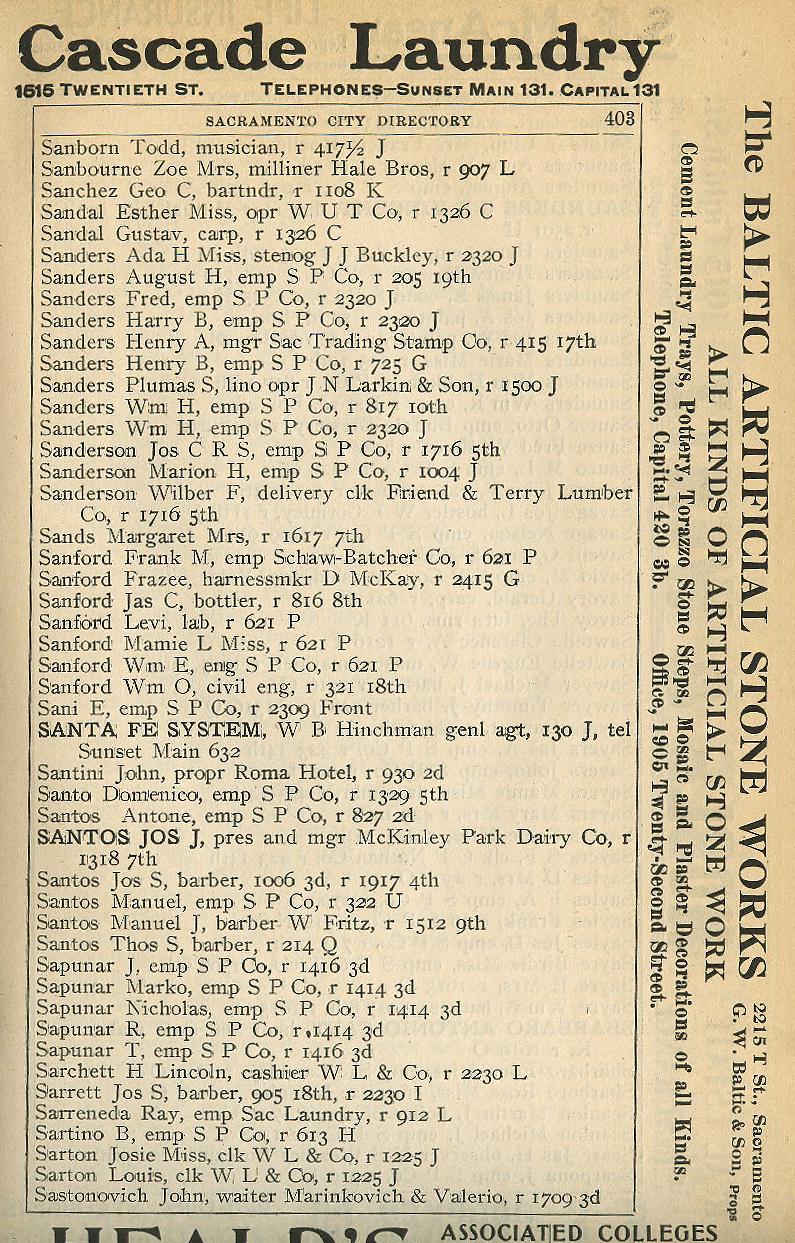 Cascade Laundry
1615 TWENTIETH ST. TELEPHONES—SUNSET MAIN 131. CAPITAL 131
SACRAMENTO CITY DIRECTORY 403
Sanborn Todd, musician, r 417½ J
Sanbourne Zoe Mrs, milliner Hale Bros, r 907 L
Sanchez Geo C, bartndr, r 1108 K
Sandal Esther Miss, opr W U T Co, r 1326 C
Sandal Gustav, carp, r 1326 C
Sanders Ada H Miss, stenog J J Buckley, r 2320 J
Sanders August H, emp S P Co, r 205 19th
Sanders Fred, emp S P Co, r 2320 J
Sanders Harry B, emp S P Co, r 2320 J
Sanders Henry A, mgr Sac Trading Stamp Co, r 415 17th
Sanders Henry B, emp S P Co, r 725 G
Sanders Plumas S, lino opr J N Larkin & Son, r 1500 J
Sanders Wm H, emp S P Co, r 817 10th
Sanders Wm H, emp S P Co, r 2320 J
Sanderson Jos C R S, emp S P Co, r 1716 5th
Sanderson Marion H, emp S P Co, r 1004 J
Sanderson Wilber F, delivery clk Friend & Terry Lumber
Co, r 1716 5th
Sands Margaret Mrs, r 1617 7th
Sanford Frank M, emp Schaw-Batcher Co, r 621 P
Sanford Frazee, harnessmkr D McKay, r 2415 G
Sanford Jas C, bottler, r 816 8th
Sanford Levi, lab, r 621 P
Sanford Mamie L Miss, r 621 P
Sanford Wm E, eng S P Co, r 621 P
Sanford Wm O, civil eng, r 321 18th
Sani E, emp S P Co, r 2309 Front
SANTA FE SYSTEM, W B Hinchman genl agt, 130 J, tel
Sunset Main 632
Santini John, propr Roma Hotel, r 930 2d
Santo Domenico, emp S P Co, r 1329 5th
Santos Antone, emp S P Co, r 827 2d
SANTOS JOS J, pres and mgr McKinley Park Dairy Co, r
1318 7th
Santos Jos S, barber, 1006 3d, r 1917 4th
Santos Manuel, emp S P Co, r 322 U
Santos Manuel J, barber W Fritz, r 1512 9th
Santos Thos S, barber, r 214 Q
Sapunar J, emp S P Co, r 1416 3d
Sapunar Marko, emp S P Co, r 1414 3d
Sapunar Nicholas, emp S P Co, r 1414 3d
Sapunar R, emp S P Co, r 1414 3d
Sapunar T, emp S P Co, r 1416 3d
Sarchett H Lincoln, cashier W L & Co, r 2230 L
Sarrett Jos S, barber, 905 18th, r 2230 I
Sarreneda Ray, emp Sac Laundry, r 912 L
Sartino B, emp S P Co, r 613 H
Sarton Josie Miss, clk W L & Co, r 1225 J
Sarton Louis, clk W L & Co, r 1225 J
Sastonovich John, waiter Marinkovich & Valerio, r 1709 3d
The BALTIC ARTIFICIAL STONE WORKS 2215 T St., Sacramento
G. W. Baltic & Son, Props
ALL KINDS OF ARTIFICIAL STONE WORK
Cement Laundry Trays, Pottery, Torazzo Stone Steps, Mosaic and Plaster Decorations of all Kinds.
Telephone, Capital 420 3b. Office, 1905 Twenty-Second Street.
HEALD'S ASSOCIATED COLLEGES